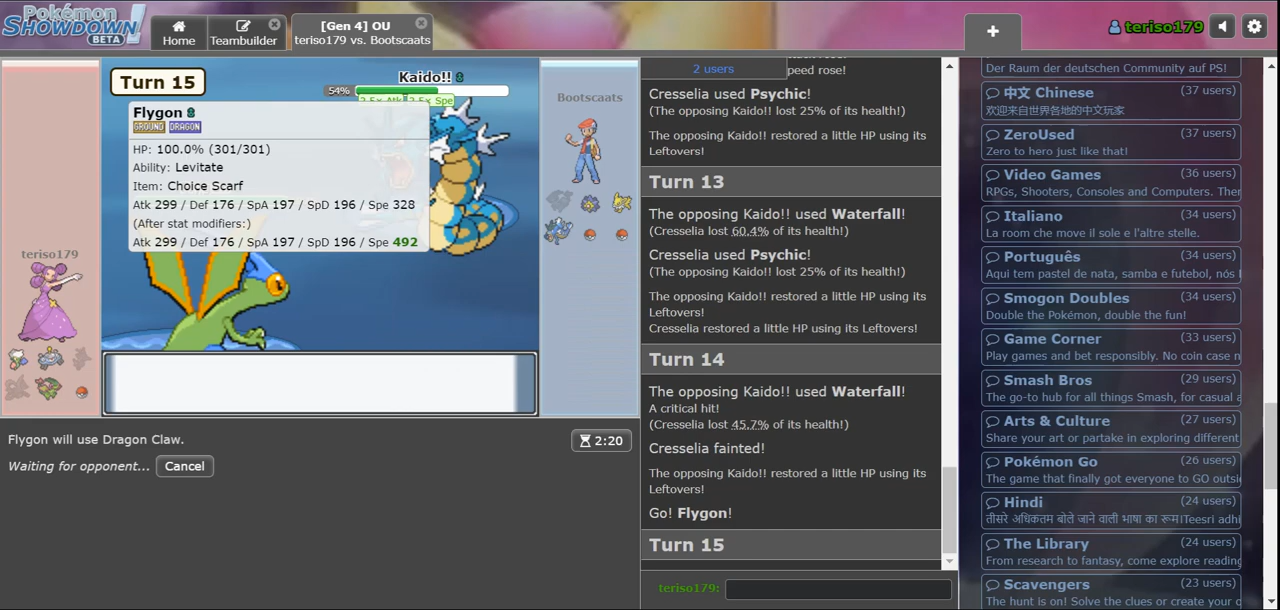 Pokémon
SHOWDOWN!
BETA
Home
Teambuilder
[Gen 4] OU
teriso179 vs. Bootscaats
+
teriso179
Turn 15
Kaido!!
54%
Flygon
GROUND DRAGON
HP: 100.0% (301/301)
Ability: Levitate
Item: Choice Scarf
Atk 299 / Def 176 / SpA 197 / SpD 196 / Spe 328
(After stat modifiers:)
Atk 299 / Def 176 / SpA 197 / SpD 196 / Spe 492
teriso179
Bootscaats
Flygon will use Dragon Claw.
2:20
Waiting for opponent... Cancel
2 users
peed rose!
Cresselia used Psychic!
(The opposing Kaido!! lost 25% of its health!)
The opposing Kaido!! restored a little HP using its
Leftovers!
Turn 13
The opposing Kaido!! used Waterfall!
(Cresselia lost 60.4% of its health!)
Cresselia used Psychic!
(The opposing Kaido!! lost 25% of its health!)
The opposing Kaido!! restored a little HP using its
Leftovers!
Cresselia restored a little HP using its Leftovers!
Turn 14
The opposing Kaido!! used Waterfall!
A critical hit!
(Cresselia lost 45.7% of its health!)
Cresselia fainted!
The opposing Kaido!! restored a little HP using its
Leftovers!
Go! Flygon!
Turn 15
teriso179:
Der Raum der deutschen Community auf PS!
中文 Chinese (37 users)
欢迎来自世界各地的中文玩家
ZeroUsed (37 users)
Zero to hero just like that!
Video Games (36 users)
RPGs, Shooters, Consoles and Computers. Ther
Italiano (34 users)
La room che move il sole e l'altre stelle.
Português (34 users)
Aqui tem pastel de nata, samba e futebol, nós
Smogon Doubles (34 users)
Double the Pokémon, double the fun!
Game Corner (33 users)
Play games and bet responsibly. No coin case n
Smash Bros (29 users)
The go-to hub for all things Smash, for casual a
Arts & Culture (27 users)
Share your art or partake in exploring different
Pokémon Go (26 users)
The game that finally got everyone to GO outsi
Hindi (24 users)
The Library (24 users)
From research to fantasy, come explore reading
Scavengers (23 users)
The hunt is on! Solve the clues or create your o